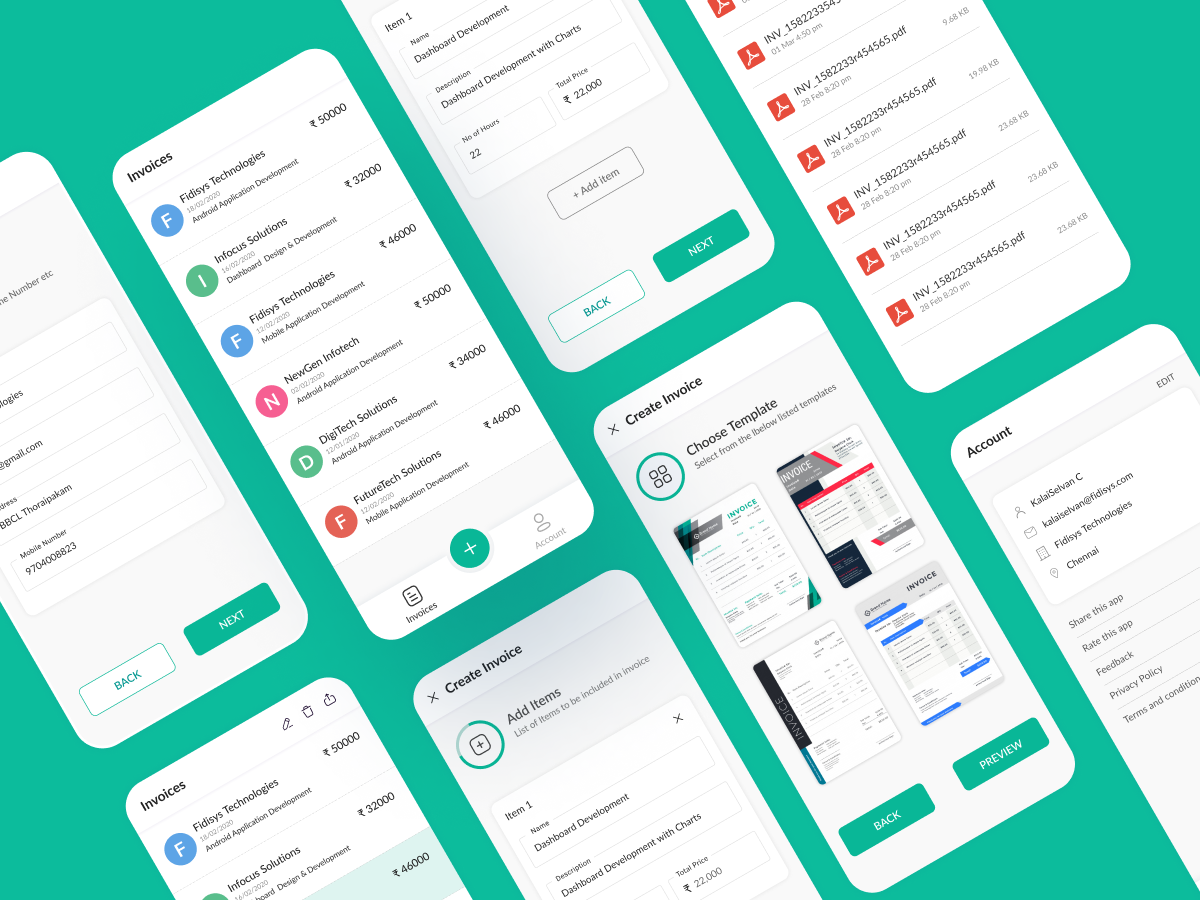 ne Number etc
ologies
@gmail.com
dress
BBCL Thoraipakam
Mobile Number
9704008823
BACK
NEXT
Invoices
Fidisys Technologies
18/02/2020
Android Application Development
₹ 50000
Infocus Solutions
16/02/2020
Dashboard Design & Development
₹ 32000
Fidisys Technologies
12/02/2020
Mobile Application Development
₹ 46000
NewGen Infotech
02/02/2020
Android Application Development
₹ 50000
DigiTech Solutions
12/01/2020
Android Application Development
₹ 34000
FutureTech Solutions
12/02/2020
Mobile Application Development
₹ 46000
F
I
F
N
D
F
Invoices
Account
Item 1
Name
Dashboard Development
Description
Dashboard Development with Charts
No of Hours
22
Total Price
₹ 22,000
+ Add item
BACK
NEXT
INV_1582233545
01 Mar 4:50 pm
INV_1582233r454565.pdf
28 Feb 8:20 pm
9.68 KB
INV_1582233r454565.pdf
28 Feb 8:20 pm
19.98 KB
INV_1582233r454565.pdf
28 Feb 8:20 pm
23.68 KB
INV_1582233r454565.pdf
28 Feb 8:20 pm
23.68 KB
INV_1582233r454565.pdf
28 Feb 8:20 pm
23.68 KB
Create Invoice
Choose Template
Select from the lbelow listed templates
INVOICE
INVOICE
INVOICE
INVOICE
BACK
PREVIEW
Account
EDIT
KalaiSelvan C
kalaiselvan@fidisys.com
Fidisys Technologies
Chennai
Share this app
Rate this app
Feedback
Privacy Policy
Terms and condition
Invoices
F
Fidisys Technologies
18/02/2020
Android Application Development
₹ 50000
Infocus Solutions
16/02/2020
board Design & Development
₹ 32000
₹ 46000
Create Invoice
Add Items
List of Items to be included in invoice
Item 1
Name
Dashboard Development
Description
Dashboard Development with Charts
Total Price
₹ 22,000